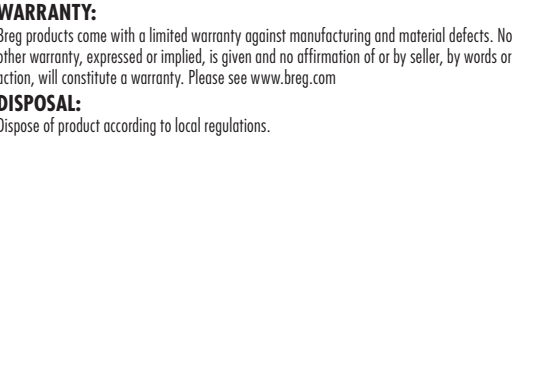 WARRANTY:
Breg products come with a limited warranty against manufacturing and material defects. No
other warranty, expressed or implied, is given and no affirmation of or by seller, by words or
action, will constitute a warranty. Please see www.breg.com
DISPOSAL:
Dispose of product according to local regulations.